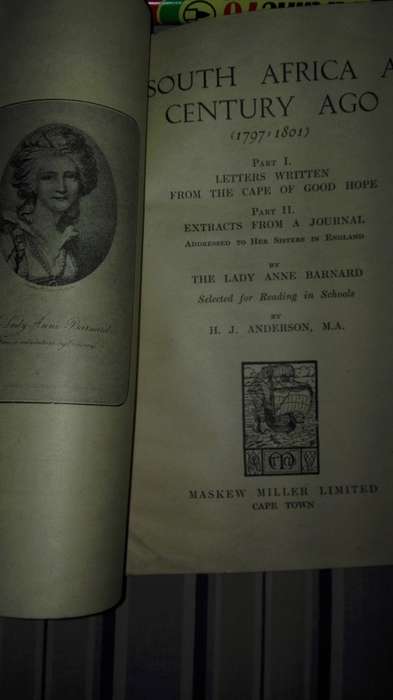 Lady Anne Barnard
SOUTH AFRICA A
CENTURY AGO
(1797-1801)
PART I.
LETTERS WRITTEN
FROM THE CAPE OF GOOD HOPE
PART II.
EXTRACTS FROM A JOURNAL
ADDRESSED TO HER SISTERS IN ENGLAND
BY
THE LADY ANNE BARNARD
Selected for Reading in Schools
BY
H. J. ANDERSON, M.A.
MASKEW MILLER LIMITED
CAPE TOWN